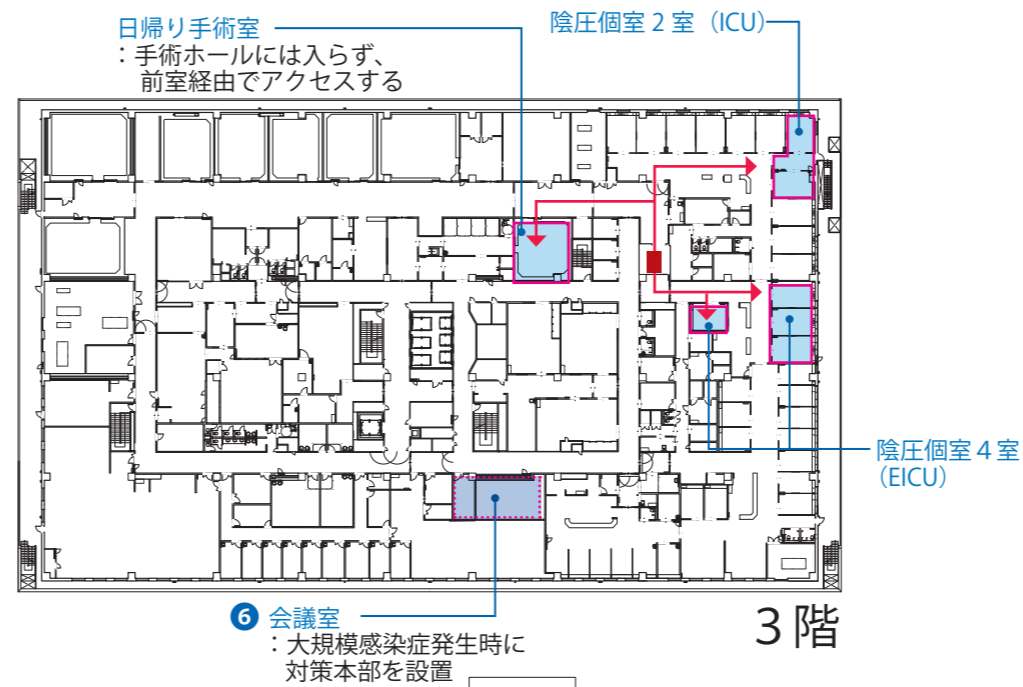 日帰り手術室
：手術ホールには入らず、
前室経由でアクセスする
陰圧個室 2 室（ICU）
陰圧個室 4 室
（EICU）
❻ 会議室
：大規模感染症発生時に
対策本部を設置
3 階